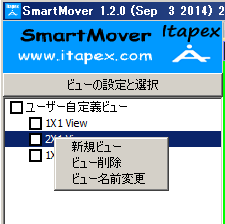 SmartMover 1.2.0 (Sep 3 2014) 2
SmartMover Itapex
www.itapex.com
ビューの設定と選択
ユーザー自定義ビュー
1X1 View
2X1 View
新規ビュー
ビュー削除
ビュー名前変更